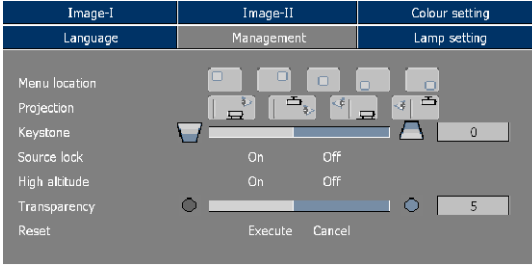 Image-I Image-II Colour setting
Language Management Lamp setting
Menu location
Projection
Keystone 0
Source lock On Off
High altitude On Off
Transparency 5
Reset Execute Cancel